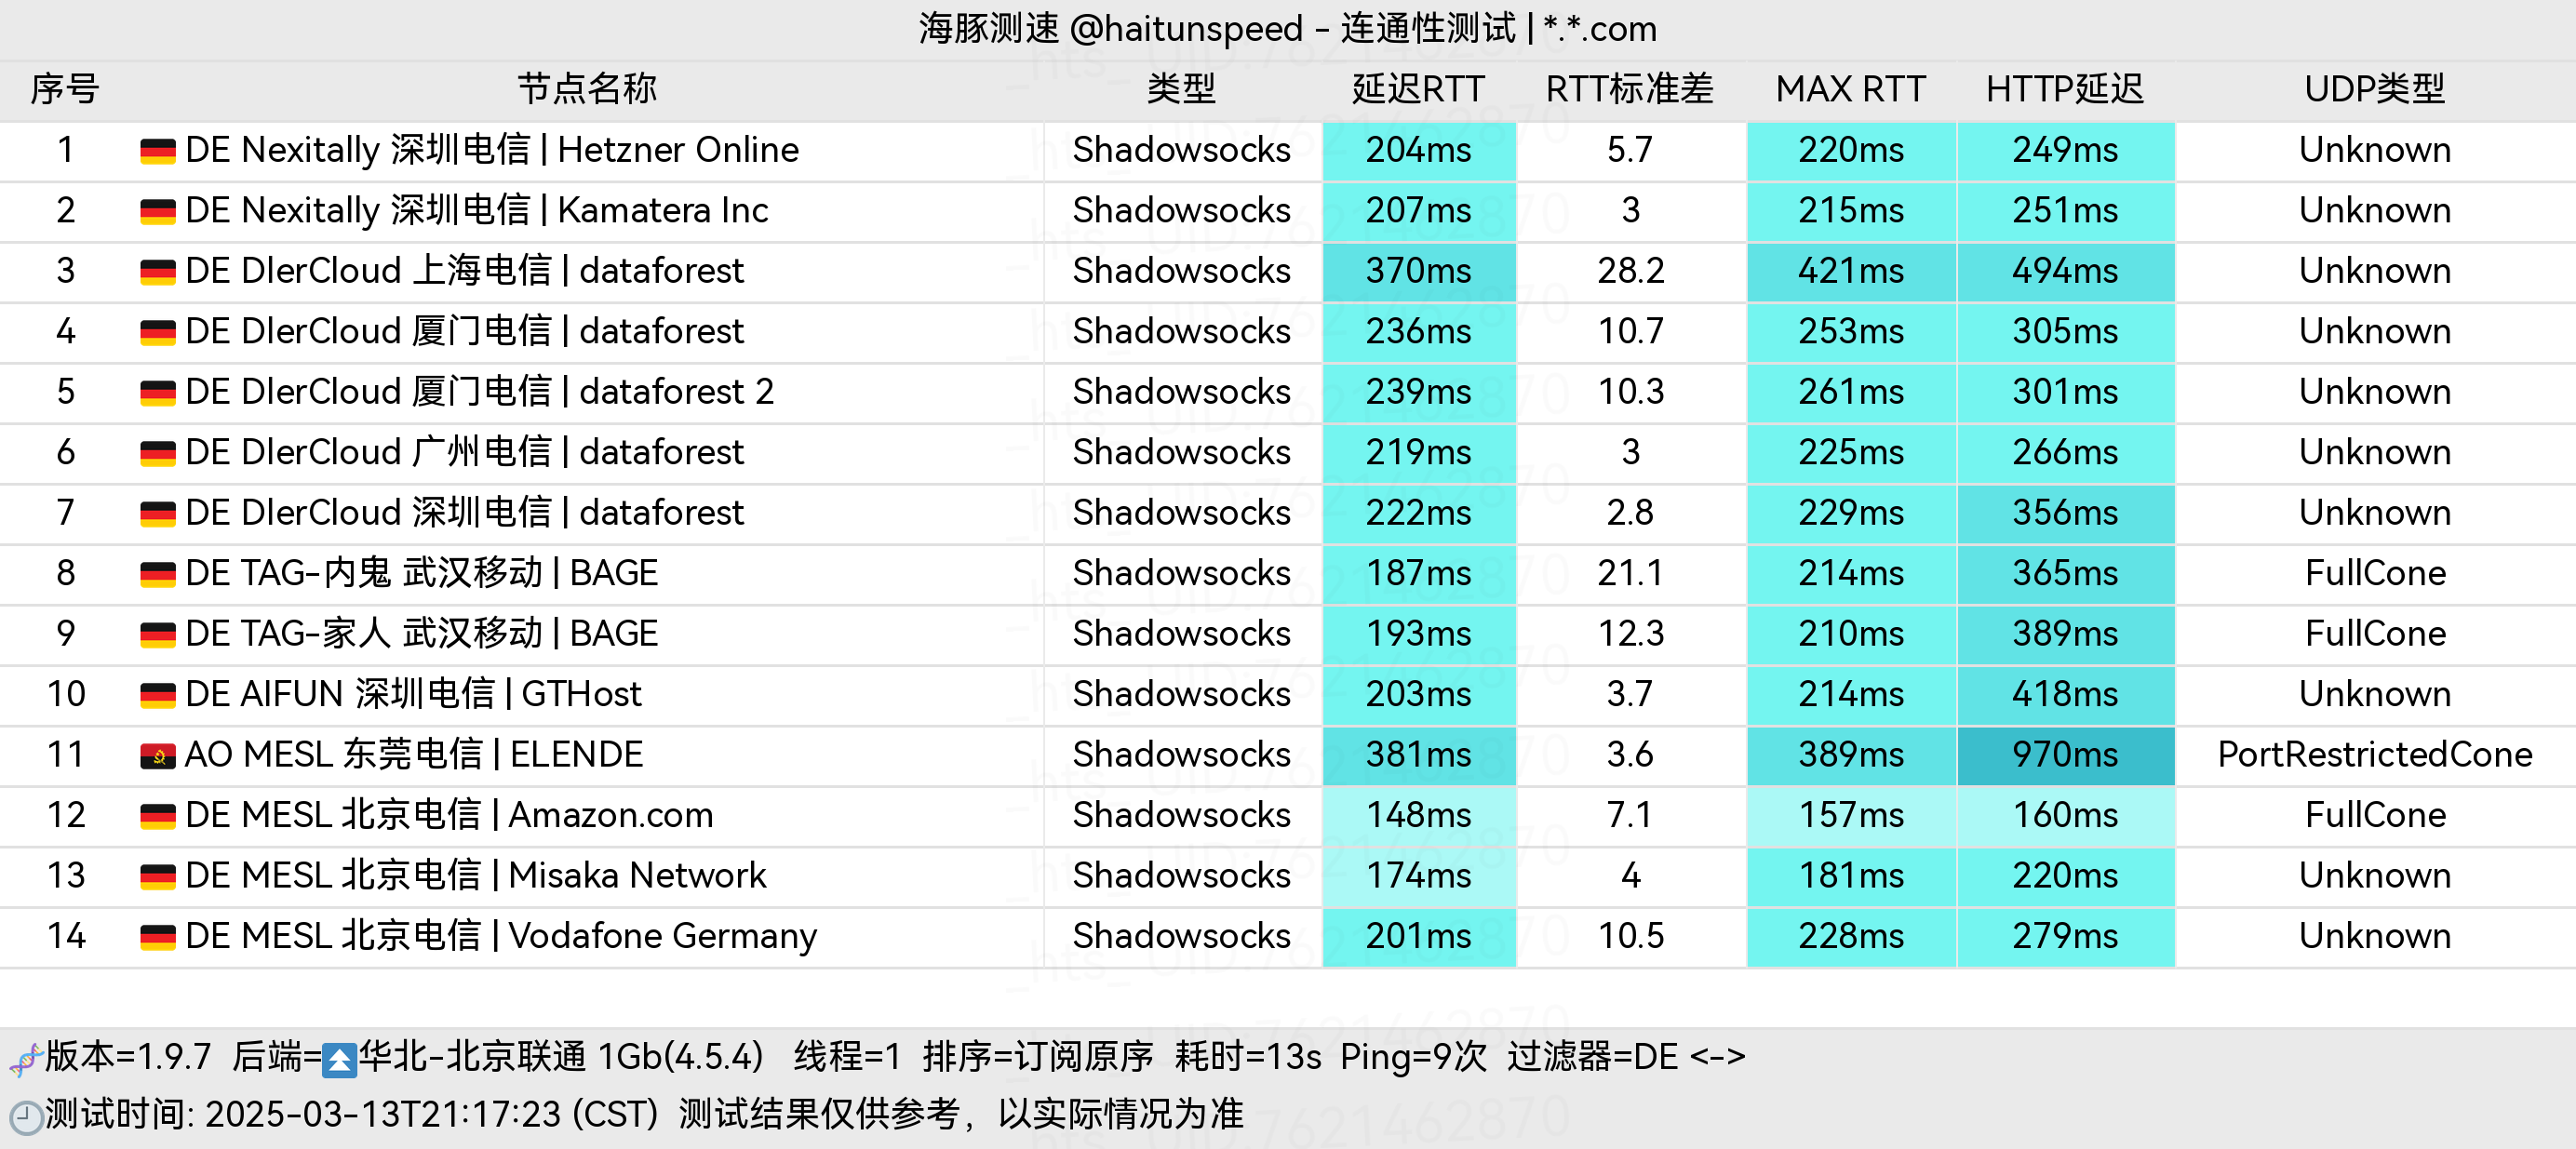 海豚测速 @haitunspeed - 连通性测试 | *.*.com
序号 节点名称 类型 延迟RTT RTT标准差 MAX RTT HTTP延迟 UDP类型
1 DE Nexitally 深圳电信 | Hetzner Online Shadowsocks 204ms 5.7 220ms 249ms Unknown
2 DE Nexitally 深圳电信 | Kamatera Inc Shadowsocks 207ms 3 215ms 251ms Unknown
3 DE DlerCloud 上海电信 | dataforest Shadowsocks 370ms 28.2 421ms 494ms Unknown
4 DE DlerCloud 厦门电信 | dataforest Shadowsocks 236ms 10.7 253ms 305ms Unknown
5 DE DlerCloud 厦门电信 | dataforest 2 Shadowsocks 239ms 10.3 261ms 301ms Unknown
6 DE DlerCloud 广州电信 | dataforest Shadowsocks 219ms 3 225ms 266ms Unknown
7 DE DlerCloud 深圳电信 | dataforest Shadowsocks 222ms 2.8 229ms 356ms Unknown
8 DE TAG-内鬼 武汉移动 | BAGE Shadowsocks 187ms 21.1 214ms 365ms FullCone
9 DE TAG-家人 武汉移动 | BAGE Shadowsocks 193ms 12.3 210ms 389ms FullCone
10 DE AIFUN 深圳电信 | GTHost Shadowsocks 203ms 3.7 214ms 418ms Unknown
11 AO MESL 东莞电信 | ELENDE Shadowsocks 381ms 3.6 389ms 970ms PortRestrictedCone
12 DE MESL 北京电信 | Amazon.com Shadowsocks 148ms 7.1 157ms 160ms FullCone
13 DE MESL 北京电信 | Misaka Network Shadowsocks 174ms 4 181ms 220ms Unknown
14 DE MESL 北京电信 | Vodafone Germany Shadowsocks 201ms 10.5 228ms 279ms Unknown
版本=1.9.7 后端=⏫华北-北京联通 1Gb(4.5.4) 线程=1 排序=订阅原序 耗时=13s Ping=9次 过滤器=DE <->
测试时间: 2025-03-13T21:17:23 (CST) 测试结果仅供参考，以实际情况为准
_hts_ UID:7621462870